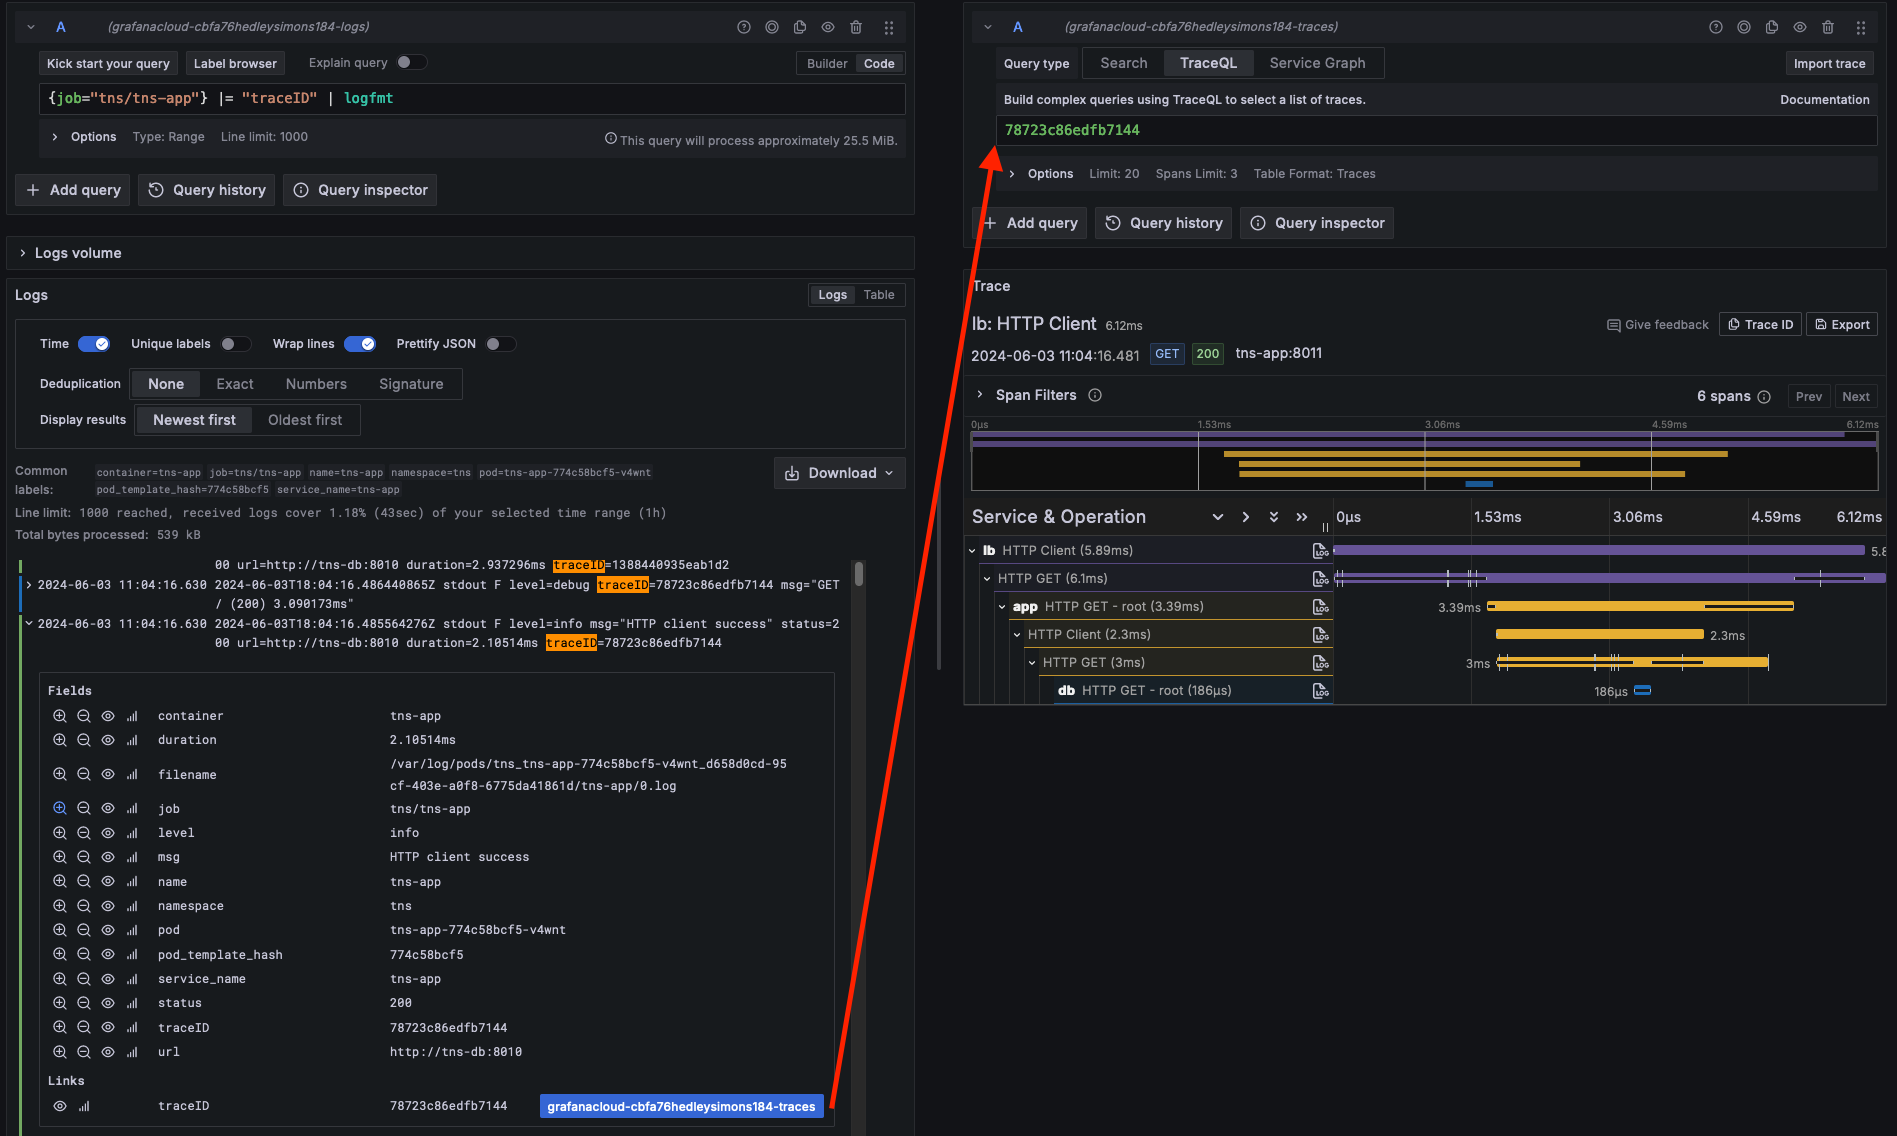 A (grafanacloud-cbfa76hedleysimons184-logs)
Kick start your query Label browser Explain query Builder Code
{job="tns/tns-app"} |= "traceID" | logfmt
Options Type: Range Line limit: 1000 This query will process approximately 25.5 MiB.
+ Add query Query history Query inspector
Logs volume
Logs Logs Table
Time Unique labels Wrap lines Prettify JSON
Deduplication None Exact Numbers Signature
Display results Newest first Oldest first
Common labels: container=tns-app job=tns/tns-app name=tns-app namespace=tns pod=tns-app-774c58bcf5-v4wnt
pod_template_hash=774c58bcf5 service_name=tns-app
Download
Line limit: 1000 reached, received logs cover 1.18% (43sec) of your selected time range (1h)
Total bytes processed: 539 kB
00 url=http://tns-db:8010 duration=2.937296ms traceID=1388440935eab1d2
2024-06-03 11:04:16.630 2024-06-03T18:04:16.486440865Z stdout F level=debug traceID=78723c86edfb7144 msg="GET
/ (200) 3.090173ms"
2024-06-03 11:04:16.630 2024-06-03T18:04:16.485564276Z stdout F level=info msg="HTTP client success" status=2
00 url=http://tns-db:8010 duration=2.10514ms traceID=78723c86edfb7144
Fields
container tns-app
duration 2.10514ms
filename /var/log/pods/tns_tns-app-774c58bcf5-v4wnt_d658d0cd-95
cf-403e-a0f8-6775da41861d/tns-app/0.log
job tns/tns-app
level info
msg HTTP client success
name tns-app
namespace tns
pod tns-app-774c58bcf5-v4wnt
pod_template_hash 774c58bcf5
service_name tns-app
status 200
traceID 78723c86edfb7144
url http://tns-db:8010
Links
traceID 78723c86edfb7144 grafanacloud-cbfa76hedleysimons184-traces
A (grafanacloud-cbfa76hedleysimons184-traces)
Query type Search TraceQL Service Graph Import trace
Build complex queries using TraceQL to select a list of traces. Documentation
78723c86edfb7144
Options Limit: 20 Spans Limit: 3 Table Format: Traces
+ Add query Query history Query inspector
Trace
lb: HTTP Client 6.12ms Give feedback Trace ID Export
2024-06-03 11:04:16.481 GET 200 tns-app:8011
Span Filters 6 spans Prev Next
0µs 1.53ms 3.06ms 4.59ms 6.12ms
Service & Operation 0µs 1.53ms 3.06ms 4.59ms 6.12ms
lb HTTP Client (5.89ms) LOG 5.8
HTTP GET (6.1ms) LOG
app HTTP GET - root (3.39ms) LOG 3.39ms
HTTP Client (2.3ms) LOG 2.3ms
HTTP GET (3ms) LOG 3ms
db HTTP GET - root (186µs) LOG 186µs